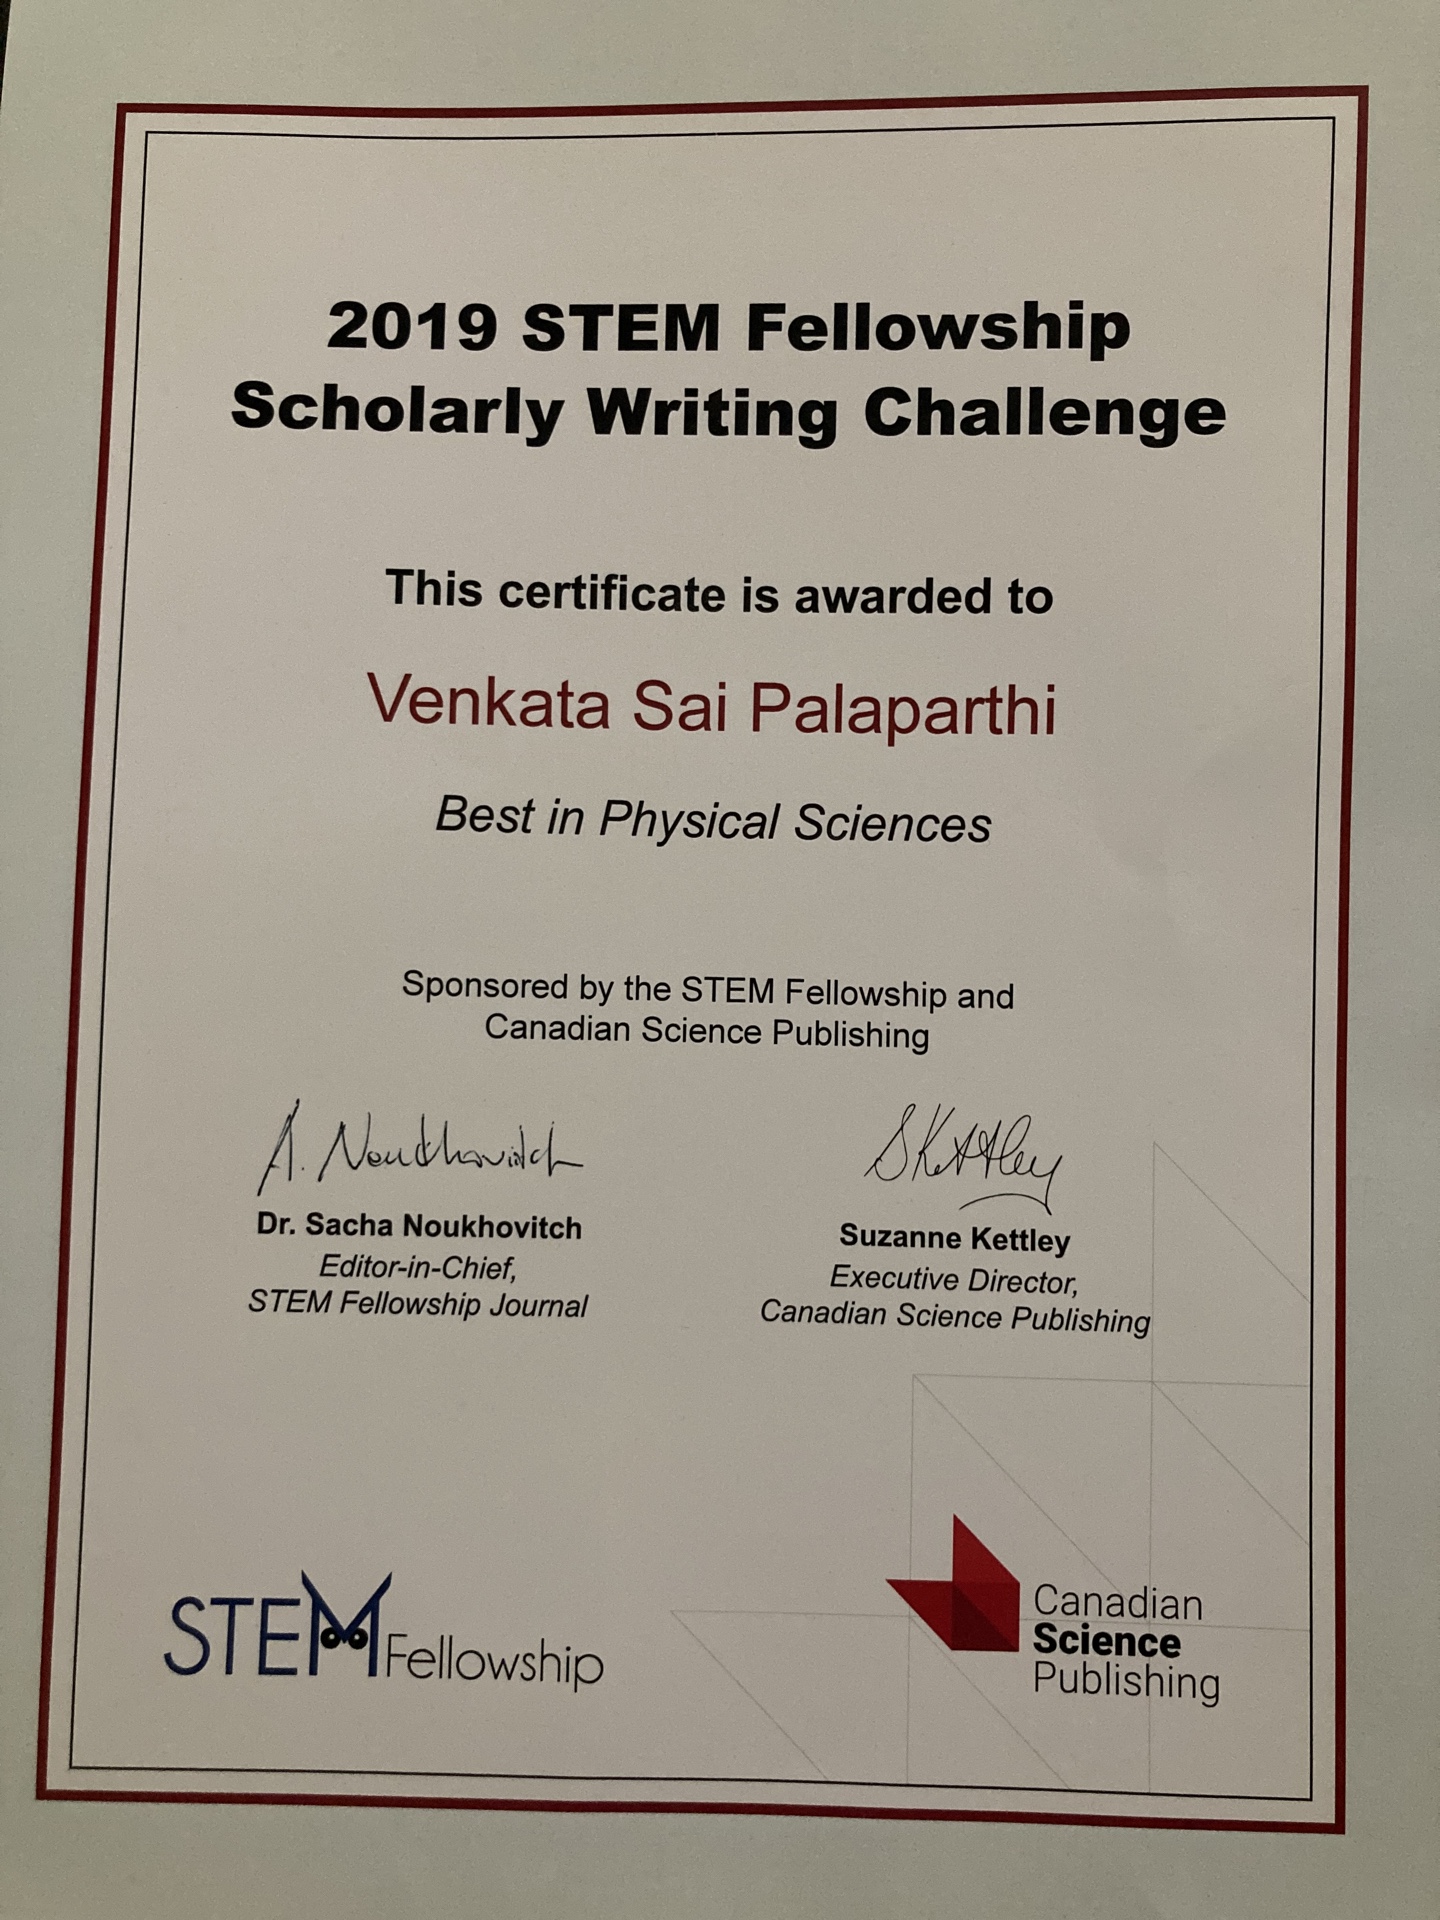 2019 STEM Fellowship
Scholarly Writing Challenge
This certificate is awarded to
Venkata Sai Palaparthi
Best in Physical Sciences
Sponsored by the STEM Fellowship and
Canadian Science Publishing
A. Noukhovitch
SKettley
Dr. Sacha Noukhovitch
Editor-in-Chief,
STEM Fellowship Journal
Suzanne Kettley
Executive Director,
Canadian Science Publishing
STEM Fellowship
Canadian
Science
Publishing